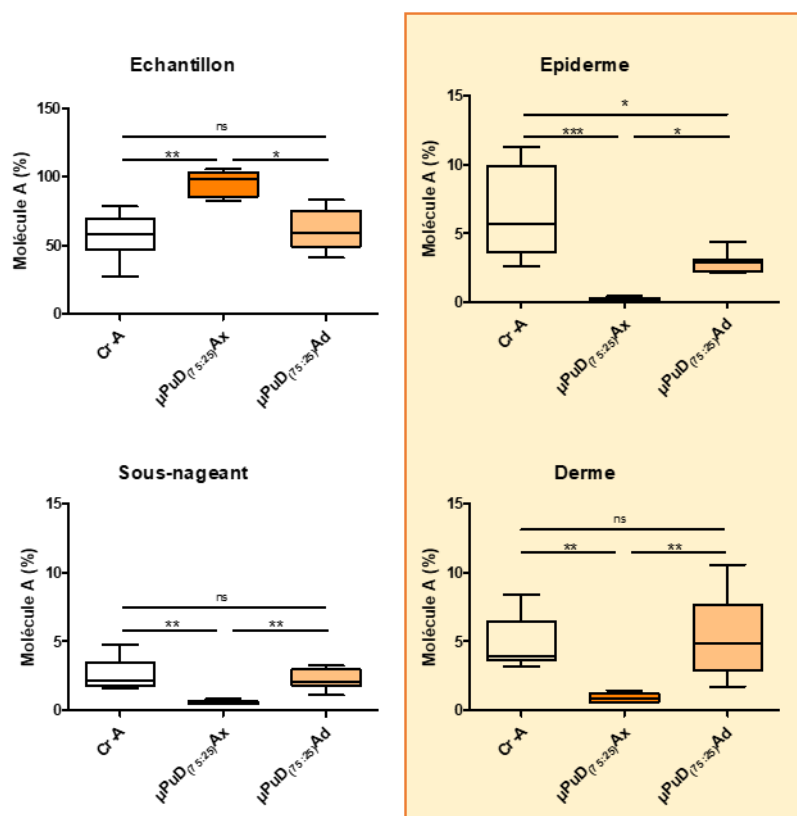 Echantillon
Molécule A (%)
150
100
50
0
ns
** *
Cr-A
µPuD(75:25)Ax
µPuD(75:25)Ad
Epiderme
Molécule A (%)
15
10
5
0
*
*** *
Cr-A
µPuD(75:25)Ax
µPuD(75:25)Ad
Sous-nageant
Molécule A (%)
15
10
5
0
ns
** **
Cr-A
µPuD(75:25)Ax
µPuD(75:25)Ad
Derme
Molécule A (%)
15
10
5
0
ns
** **
Cr-A
µPuD(75:25)Ax
µPuD(75:25)Ad